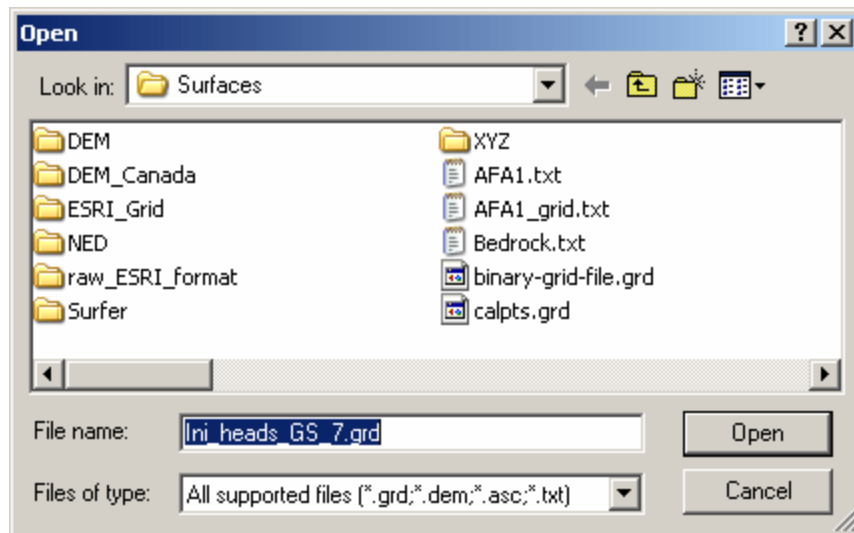 Open
Look in: Surfaces
DEM
DEM_Canada
ESRI_Grid
NED
raw_ESRI_format
Surfer
XYZ
AFA1.txt
AFA1_grid.txt
Bedrock.txt
binary-grid-file.grd
calpts.grd
File name: Ini_heads_GS_7.grd Open
Files of type: All supported files (*.grd;*.dem;*.asc;*.txt) Cancel